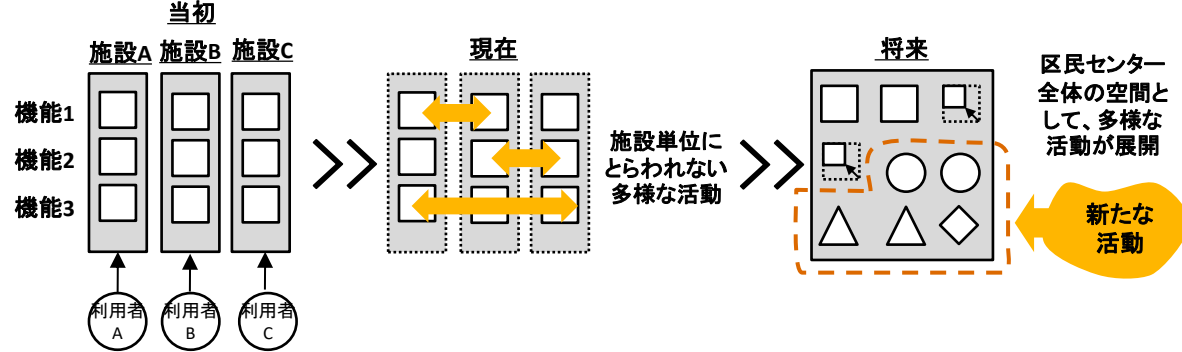 当初
施設A
施設B
施設C
機能1
機能2
機能3
利用者
A
利用者
B
利用者
C
現在
施設単位に
とらわれない
多様な活動
将来
区民センター
全体の空間と
して、多様な
活動が展開
新たな
活動